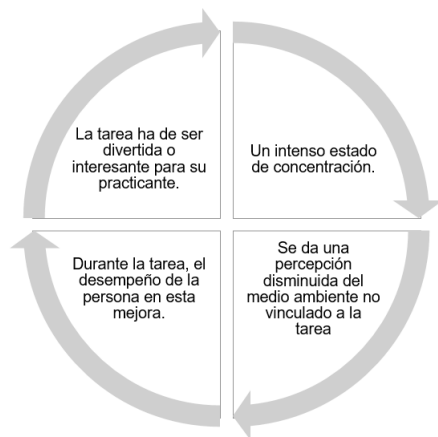 La tarea ha de ser
divertida o
interesante para su
practicante.
Un intenso estado
de concentración.
Se da una
percepción
disminuida del
medio ambiente no
vinculado a la
tarea
Durante la tarea, el
desempeño de la
persona en esta
mejora.